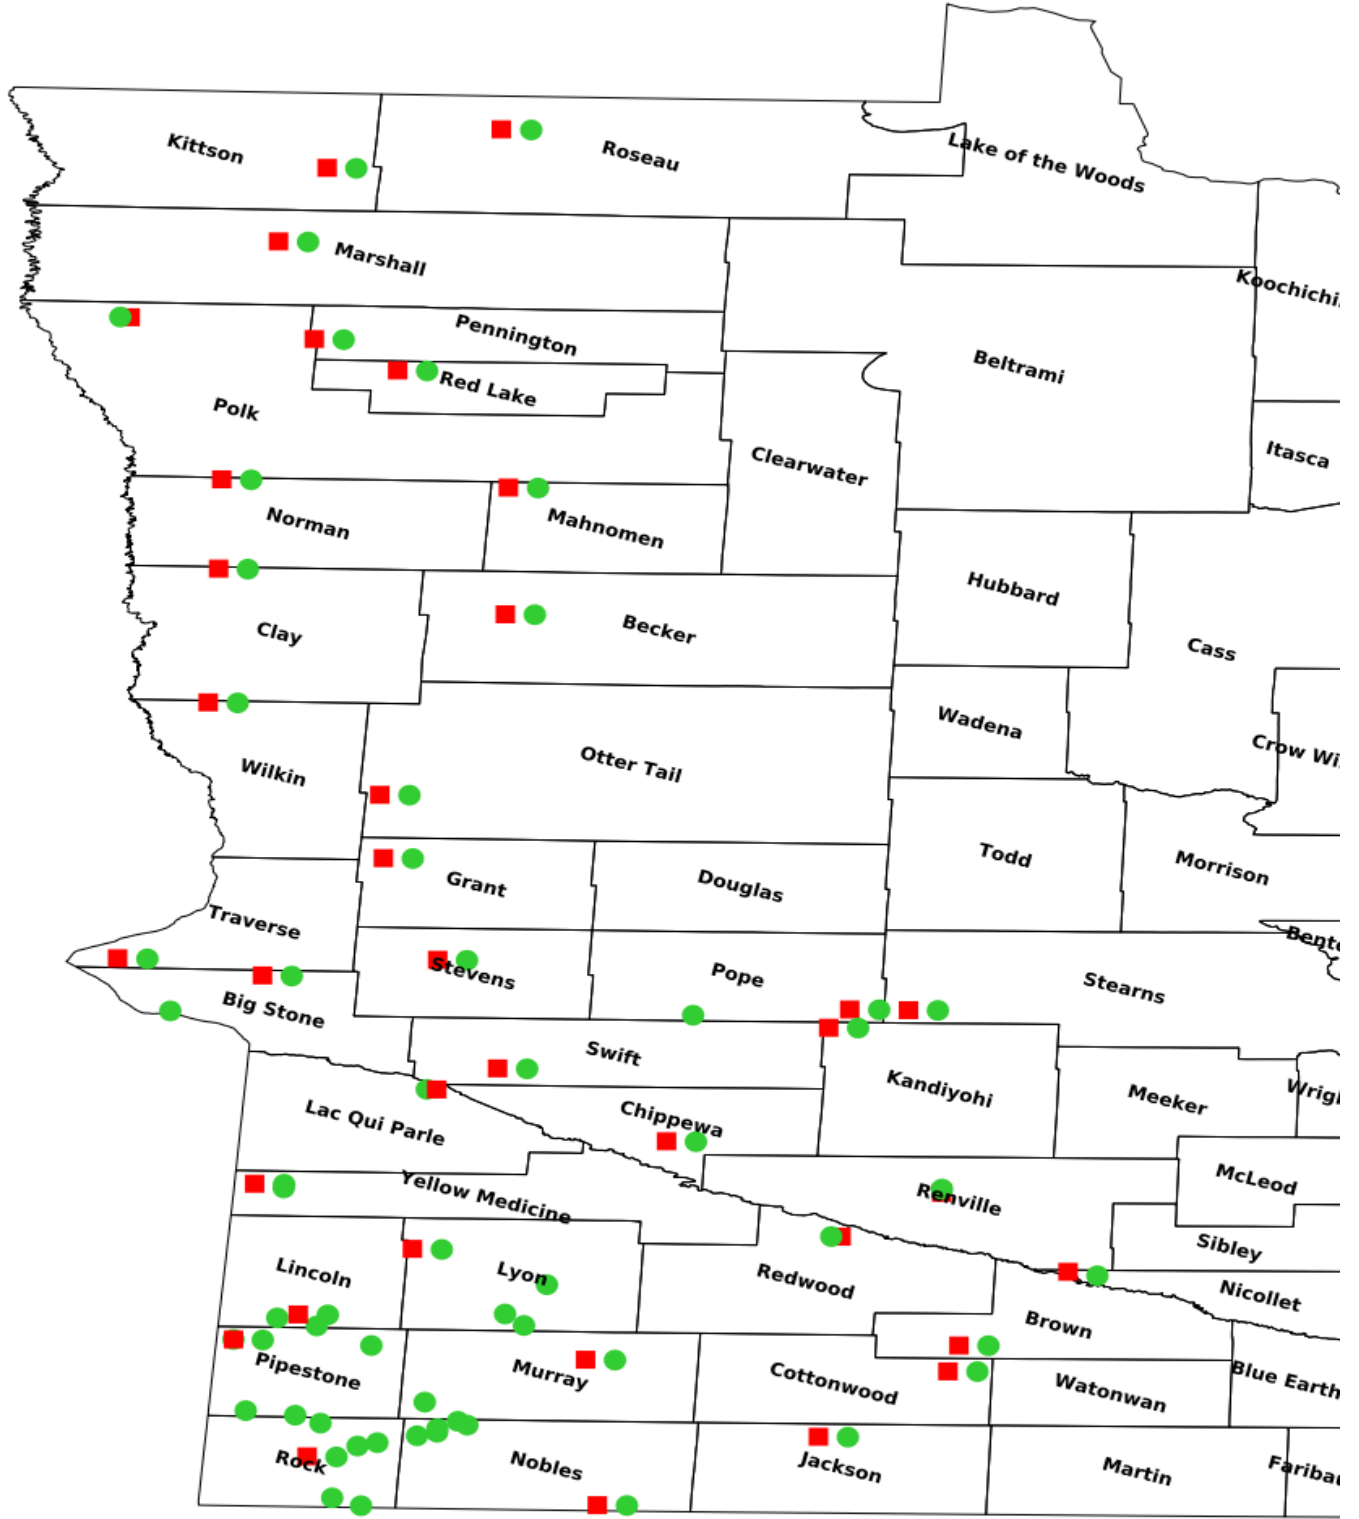 Kittson
Roseau
Lake of the Woods
Marshall
Koochichi
Pennington
Beltrami
Red Lake
Polk
Clearwater
Itasca
Norman
Mahnomen
Hubbard
Clay
Becker
Cass
Wadena
Crow Wi
Wilkin
Otter Tail
Todd
Morrison
Grant
Douglas
Traverse
Bento
Stevens
Pope
Stearns
Big Stone
Swift
Kandiyohi
Meeker
Wrigh
Lac Qui Parle
Chippewa
McLeod
Yellow Medicine
Renville
Sibley
Lincoln
Lyon
Redwood
Nicollet
Brown
Pipestone
Murray
Cottonwood
Watonwan
Blue Earth
Rock
Nobles
Jackson
Martin
Faribau